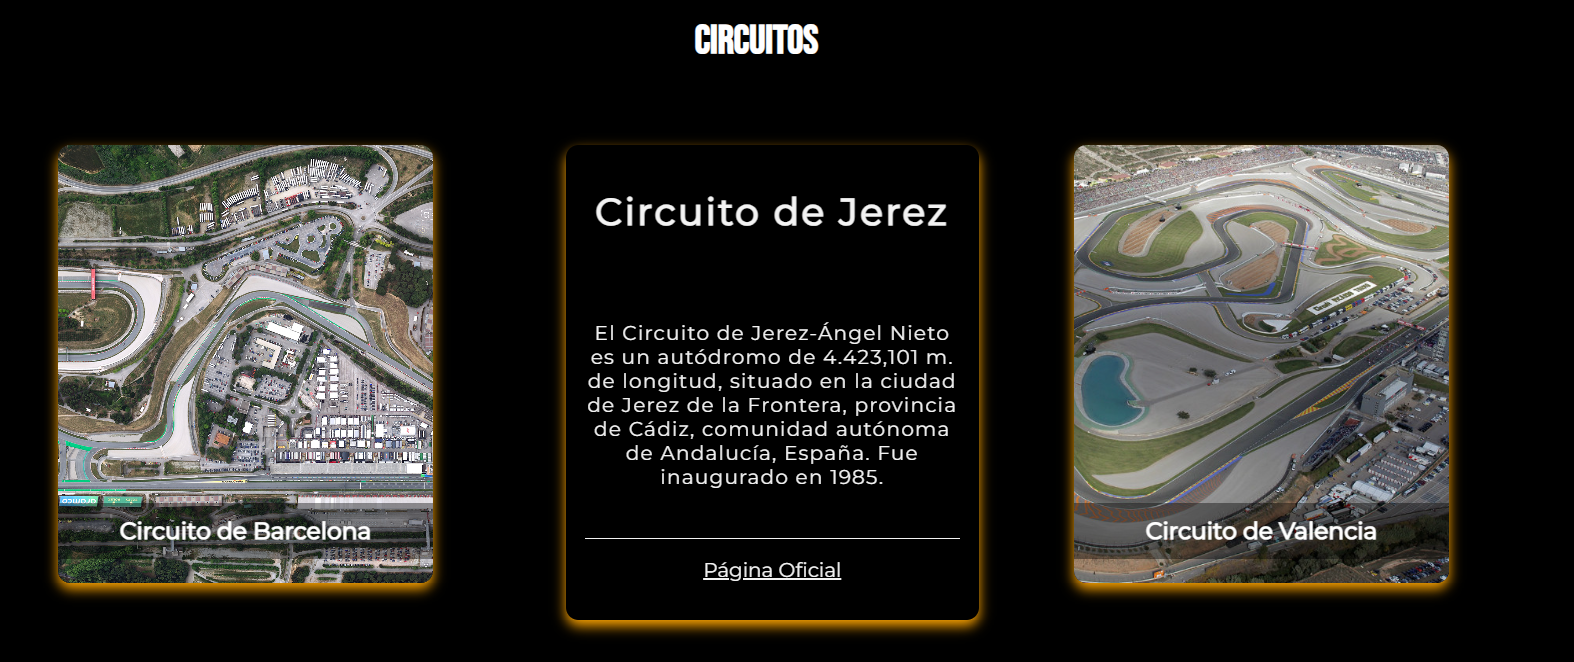 CIRCUITOS
Circuito de Barcelona
Circuito de Jerez
El Circuito de Jerez-Ángel Nieto
es un autódromo de 4.423,101 m.
de longitud, situado en la ciudad
de Jerez de la Frontera, provincia
de Cádiz, comunidad autónoma
de Andalucía, España. Fue
inaugurado en 1985.
Página Oficial
Circuito de Valencia